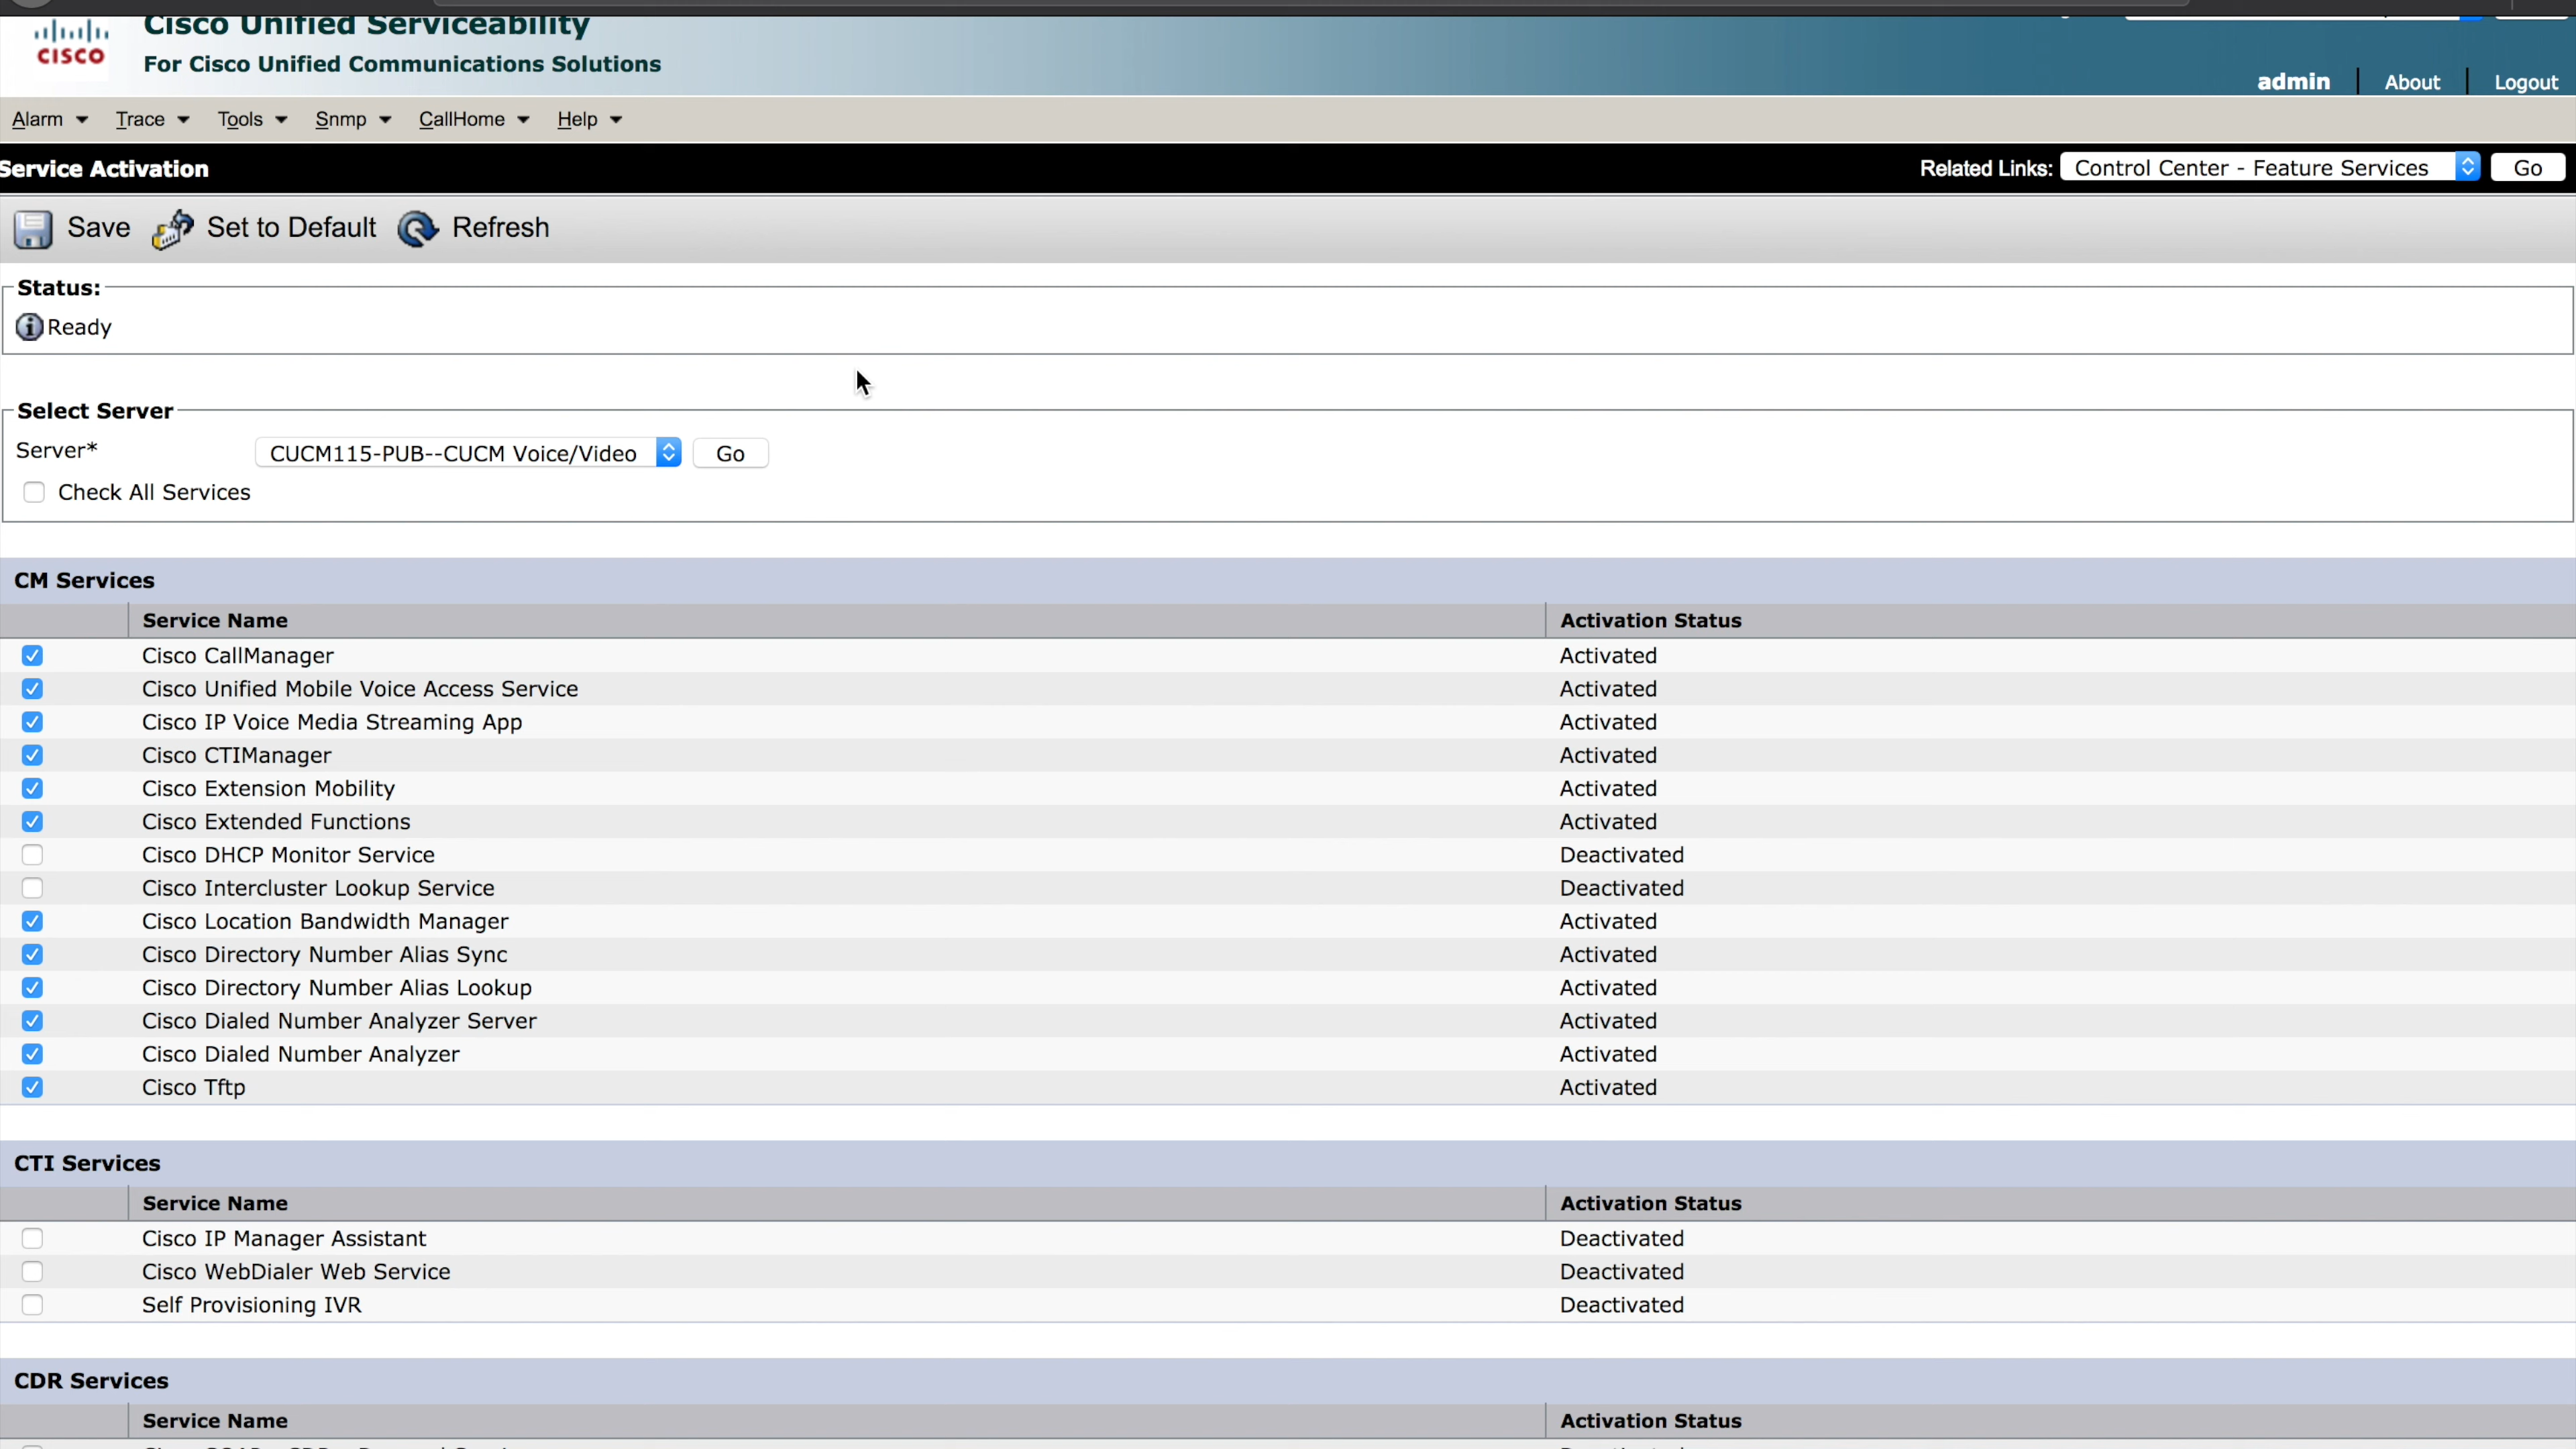 Cisco Unified Serviceability
CISCO
For Cisco Unified Communications Solutions
admin About Logout
Alarm Trace Tools Snmp CallHome Help
Service Activation
Related Links: Control Center - Feature Services Go
Save Set to Default Refresh
Status:
Ready
Select Server
Server* CUCM115-PUB--CUCM Voice/Video Go
Check All Services
CM Services
Service Name Activation Status
Cisco CallManager Activated
Cisco Unified Mobile Voice Access Service Activated
Cisco IP Voice Media Streaming App Activated
Cisco CTIManager Activated
Cisco Extension Mobility Activated
Cisco Extended Functions Activated
Cisco DHCP Monitor Service Deactivated
Cisco Intercluster Lookup Service Deactivated
Cisco Location Bandwidth Manager Activated
Cisco Directory Number Alias Sync Activated
Cisco Directory Number Alias Lookup Activated
Cisco Dialed Number Analyzer Server Activated
Cisco Dialed Number Analyzer Activated
Cisco Tftp Activated
CTI Services
Service Name Activation Status
Cisco IP Manager Assistant Deactivated
Cisco WebDialer Web Service Deactivated
Self Provisioning IVR Deactivated
CDR Services
Service Name Activation Status